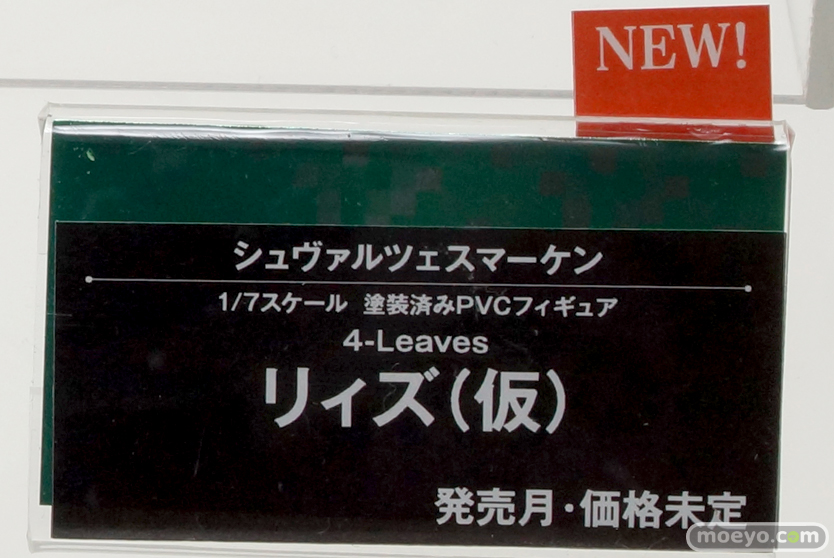 NEW!
シュヴァルツェスマーケン
1/7スケール 塗装済みPVCフィギュア
4-Leaves
リィズ(仮)
発売月・価格未定
moeyo.com